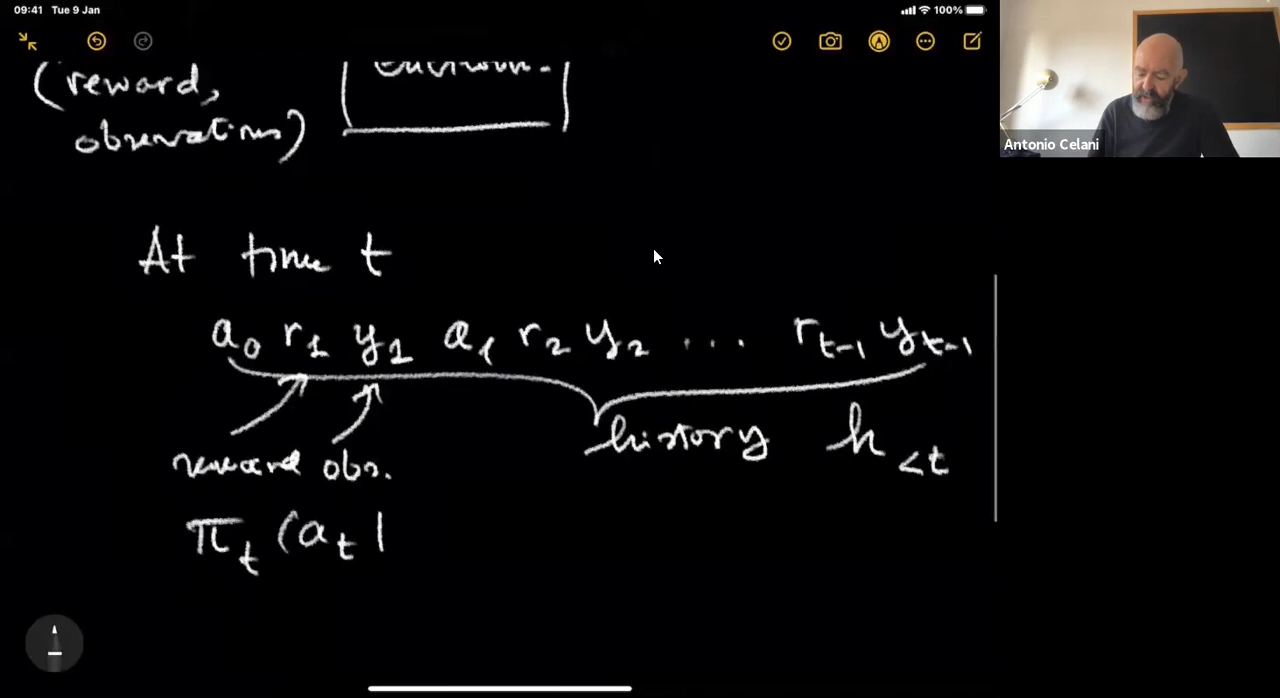 09:41 Tue 9 Jan 100%
Antonio Celani
(reward,
observations)
At time t
a₀ r₁ y₁ a₁ r₂ y₂ ... rₜ₋₁ yₜ₋₁
history h<t
reward obs.
πₜ (aₜ |